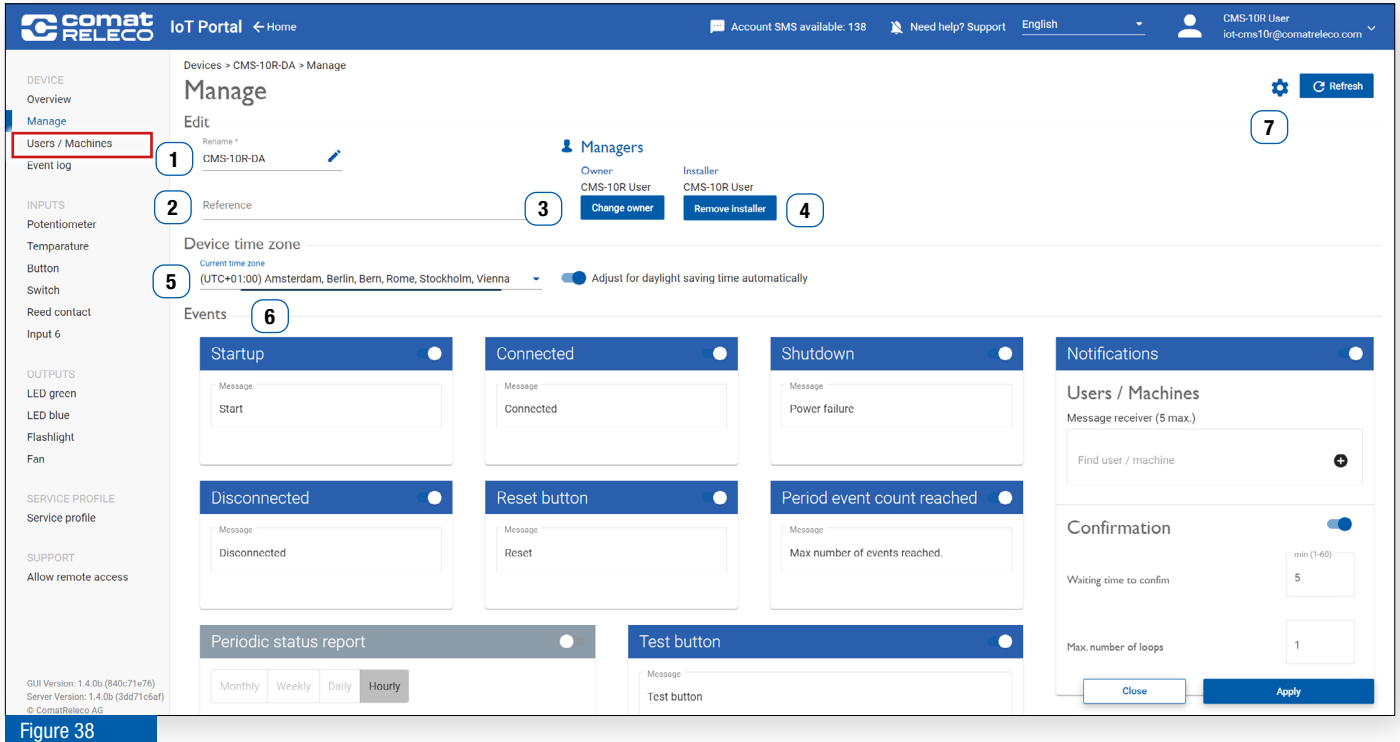 comat RELECO
IoT Portal
Home
Account SMS available: 138
Need help? Support
English
CMS-10R User
iot-cms10r@comatreleco.com
DEVICE
Overview
Manage
Users / Machines
Event log
INPUTS
Potentiometer
Temparature
Button
Switch
Reed contact
Input 6
OUTPUTS
LED green
LED blue
Flashlight
Fan
SERVICE PROFILE
Service profile
SUPPORT
Allow remote access
GUI Version: 1.4.0b (840c71e76)
Server Version: 1.4.0b (3dd71c6af)
© ComatReleco AG
Devices > CMS-10R-DA > Manage
Manage
Refresh
7
Edit
1
Rename *
CMS-10R-DA
2
Reference
Managers
Owner
Installer
CMS-10R User
CMS-10R User
3
Change owner
Remove installer
4
Device time zone
5
Current time zone
(UTC+01:00) Amsterdam, Berlin, Bern, Rome, Stockholm, Vienna
Adjust for daylight saving time automatically
Events
6
Startup
Message
Start
Connected
Message
Connected
Shutdown
Message
Power failure
Disconnected
Message
Disconnected
Reset button
Message
Reset
Period event count reached
Message
Max number of events reached.
Periodic status report
Monthly
Weekly
Daily
Hourly
Test button
Message
Test button
Notifications
Users / Machines
Message receiver (5 max.)
Find user / machine
Confirmation
min (1-60)
Waiting time to confim
5
Max. number of loops
1
Close
Apply
Figure 38